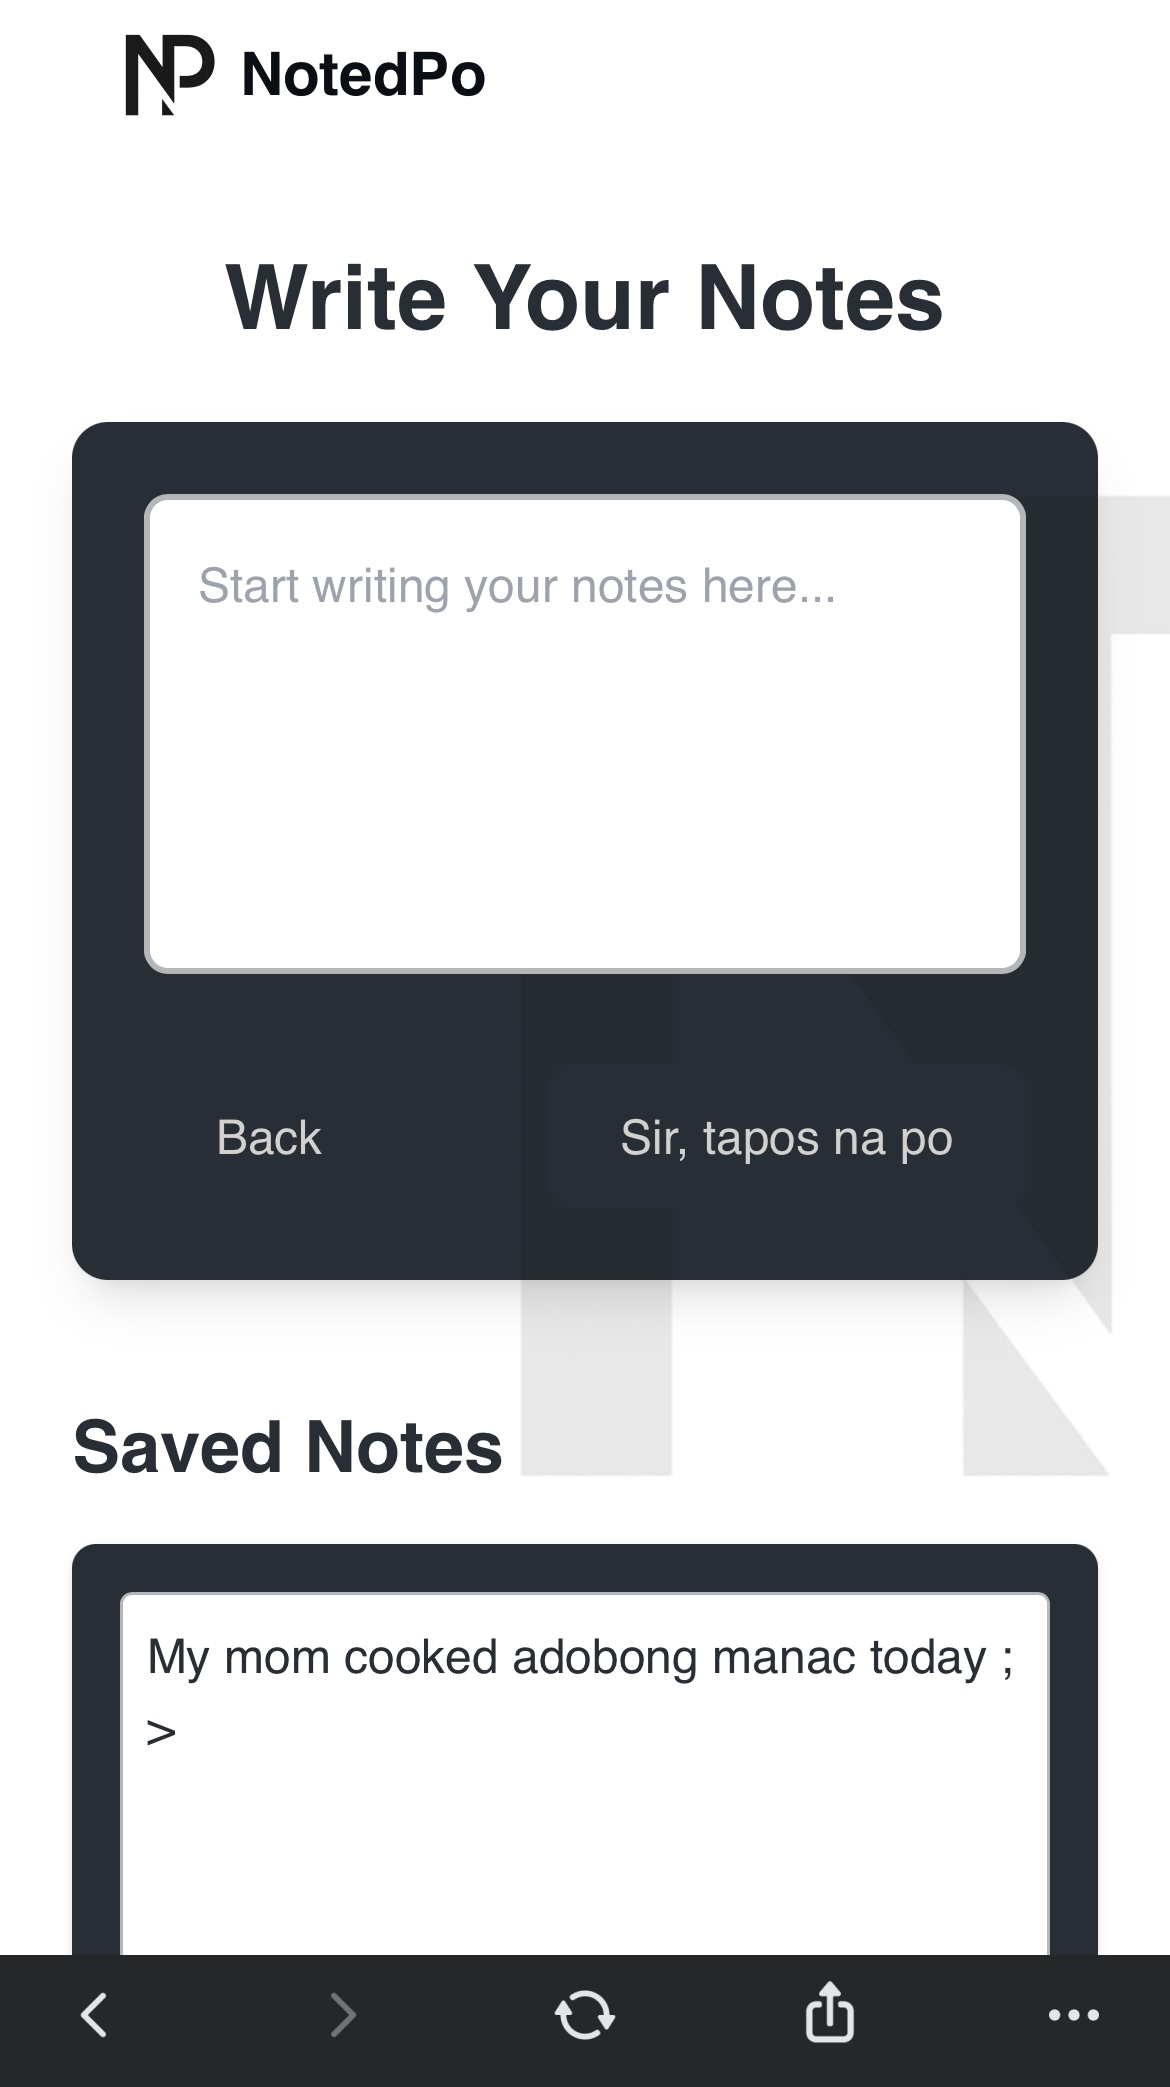 NP NotedPo
Write Your Notes
Start writing your notes here...
Back
Sir, tapos na po
Saved Notes
My mom cooked adobong manac today ;
>